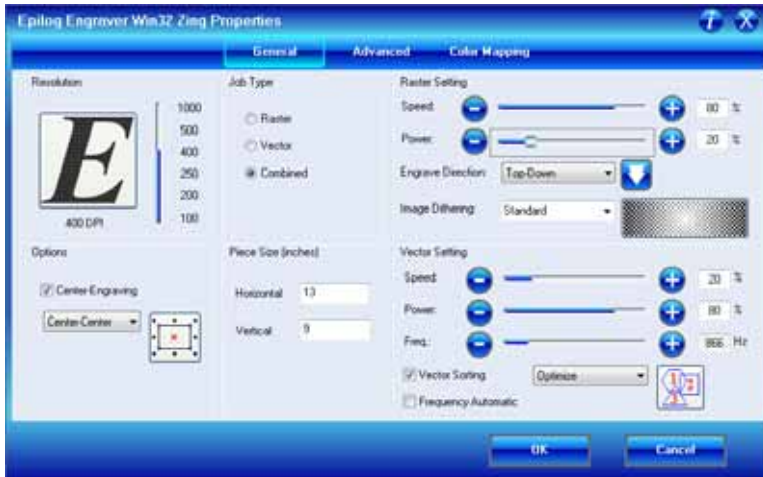 Epilog Engraver Win32 Zing Properties
General Advanced Color Mapping
Resolution
E
1000
500
400
250
200
100
400 DPI
Job Type
Raster
Vector
Combined
Raster Setting
Speed: 80 %
Power: 20 %
Engrave Direction: Top-Down
Image Dithering: Standard
Options
Center-Engraving
Center-Center
Piece Size (inches)
Horizontal 13
Vertical 9
Vector Setting
Speed: 20 %
Power: 80 %
Freq.: 866 Hz
Vector Sorting Optimize
1 2 3
Frequency Automatic
OK Cancel